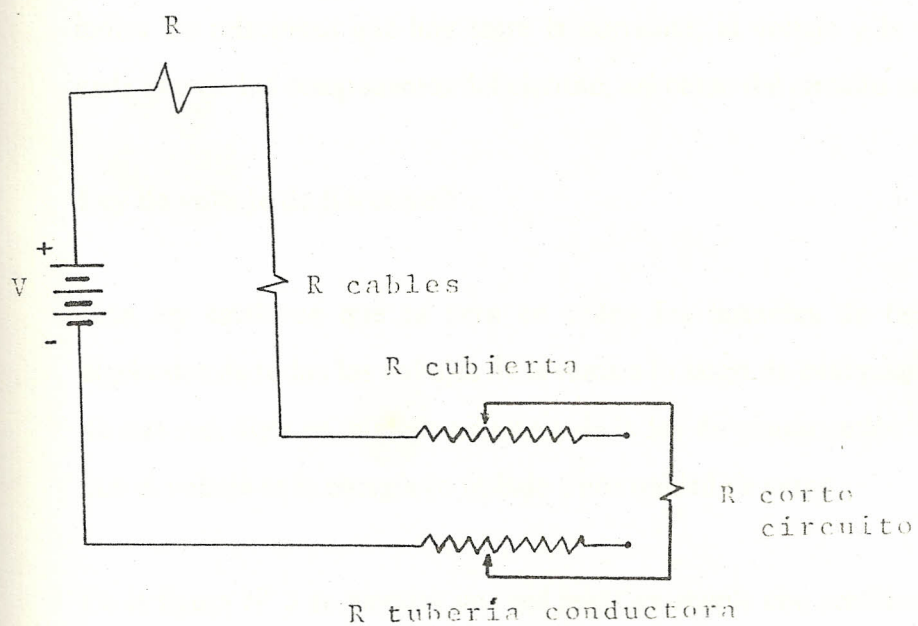 R
+
V
-
R cables
R cubierta
R corto
circuito
R tubería conductora